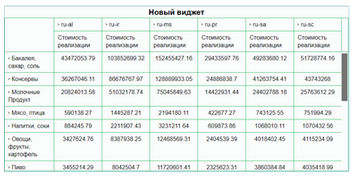 Новый виджет
ru-al ru-ir ru-ms ru-pr ru-sa ru-sc
Стоимость реализации Стоимость реализации Стоимость реализации Стоимость реализации Стоимость реализации Стоимость реализации
Бакалея, сахар, соль 43472053.79 103852699.32 152455427.16 29433597.76 49283680.12 51728774.16
Консервы 36267046.11 86676767.97 128889933.05 24886838.7 41263754.41 43743268
Молочные Продукт 20824013.58 51032178.74 75045849.63 14422931.44 24402788.18 25763612.29
Мясо, птица 590138.27 1445287.21 2194180.11 422677.27 743125.55 751994.29
Напитки, соки 884245.79 2211907.43 3231211.64 609873.86 1068010.11 1070432.56
Овощи, фрукты, картофель 3427624.76 8387938.25 12468569.31 2404539.39 4018402.45 4115234.09
Пиво 3455214.29 8042504.7 11720601.41 2325623.31 3860384.84 4035418.99